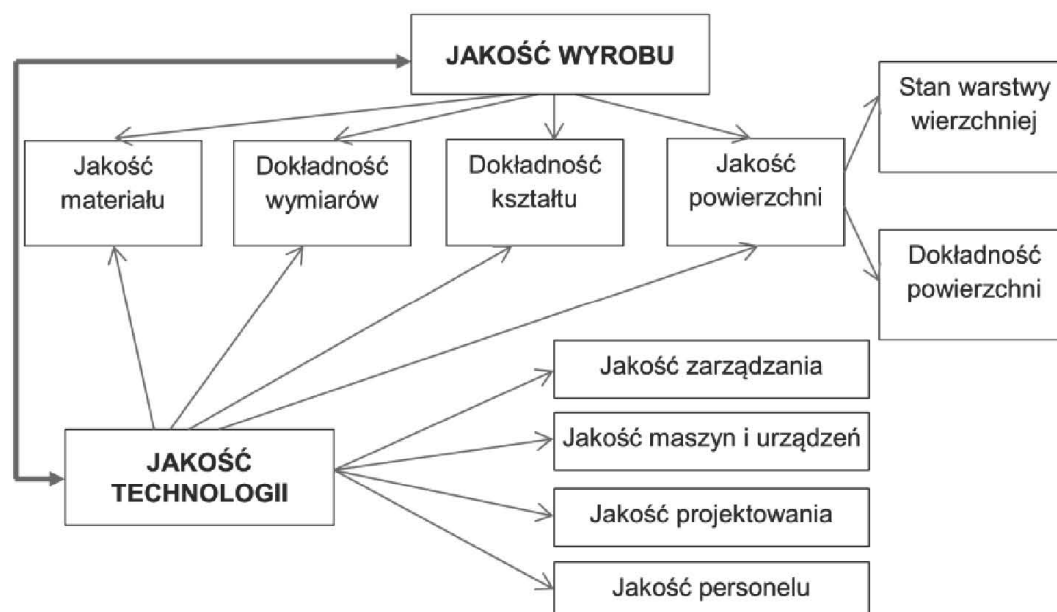 JAKOŚĆ WYROBU
Stan warstwy
wierzchniej
Jakość
materiału
Dokładność
wymiarów
Dokładność
kształtu
Jakość
powierzchni
Dokładność
powierzchni
Jakość zarządzania
Jakość maszyn i urządzeń
JAKOŚĆ
TECHNOLOGII
Jakość projektowania
Jakość personelu